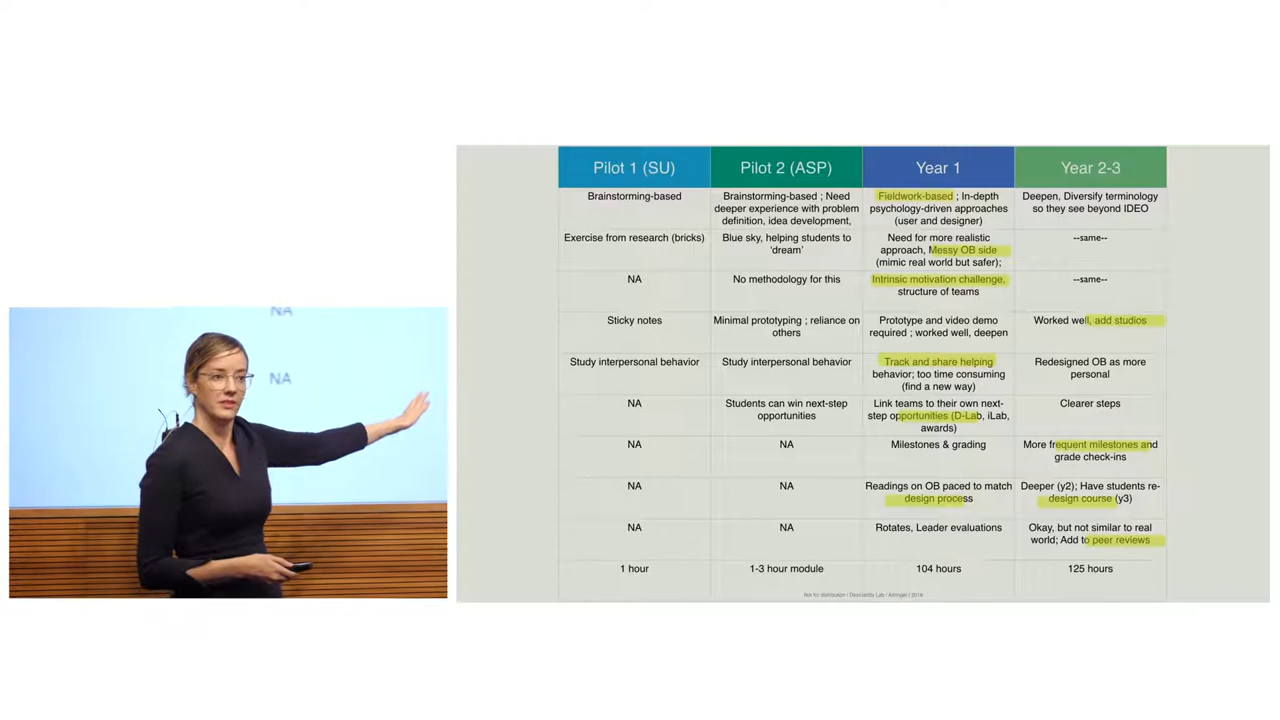 NA
NA
Pilot 1 (SU)
Pilot 2 (ASP)
Year 1
Year 2-3
Brainstorming-based
Brainstorming-based ; Need
deeper experience with problem
definition, idea development,
Fieldwork-based ; In-depth
psychology-driven approaches
(user and designer)
Deepen, Diversify terminology
so they see beyond IDEO
Exercise from research (bricks)
Blue sky, helping students to
‘dream’
Need for more realistic
approach, Messy OB side
(mimic real world but safer);
--same--
NA
No methodology for this
Intrinsic motivation challenge,
structure of teams
--same--
Sticky notes
Minimal prototyping ; reliance on
others
Prototype and video demo
required ; worked well, deepen
Worked well, add studios
Study interpersonal behavior
Study interpersonal behavior
Track and share helping
behavior; too time consuming
(find a new way)
Redesigned OB as more
personal
NA
Students can win next-step
opportunities
Link teams to their own next-
step opportunities (D-Lab, iLab,
awards)
Clearer steps
NA
NA
Milestones & grading
More frequent milestones and
grade check-ins
NA
NA
Readings on OB paced to match
design process
Deeper (y2); Have students re-
design course (y3)
NA
NA
Rotates, Leader evaluations
Okay, but not similar to real
world; Add to peer reviews
1 hour
1-3 hour module
104 hours
125 hours
Not for distribution /